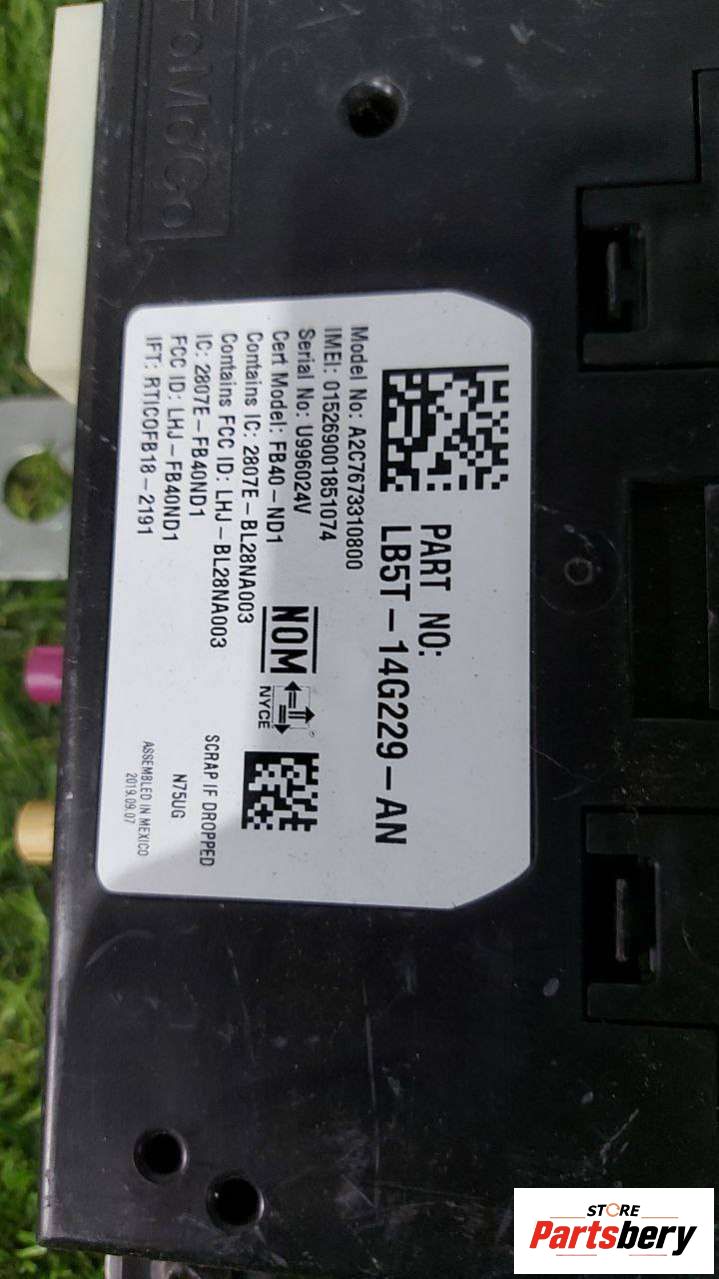 FoMoCo
PART NO:
LB5T-14G229-AN
Model No: A2C7673310800
IMEI: 015269001851074
Serial No: U996024V
Cert Model: FB40-ND1
Contains IC: 2807E-BL28NA003
Contains FCC ID: LHJ-BL28NA003
IC: 2807E-FB40ND1
FCC ID: LHJ-FB40ND1
IFT: RTICOFB18-2191
NOM
NYCE
SCRAP IF DROPPED
N75UG
ASSEMBLED IN MEXICO
2019.09.07
STORE
Partsbery